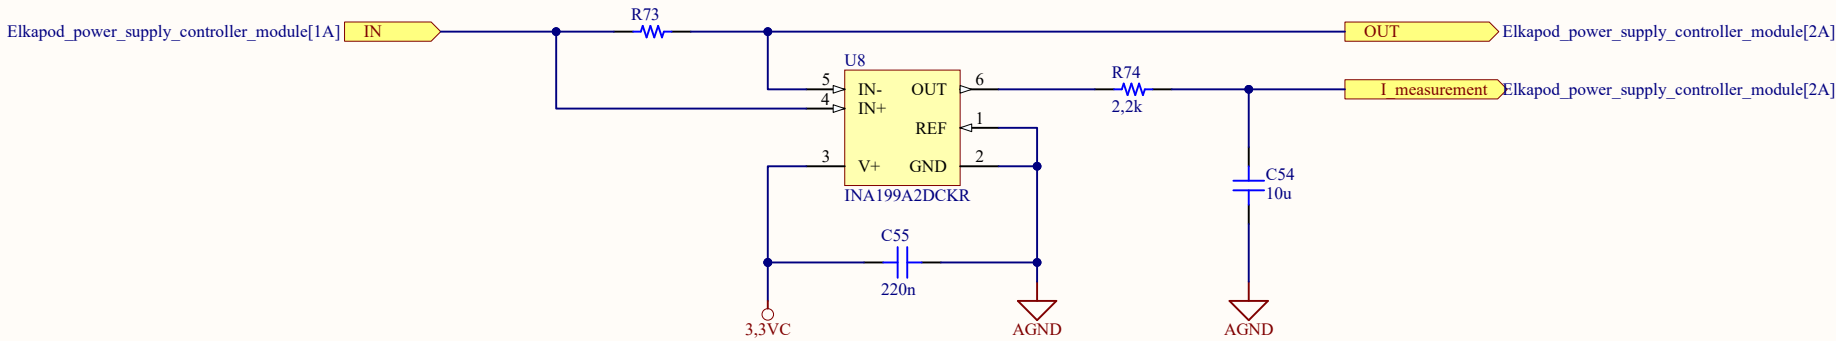 R73
Elkapod_power_supply_controller_module[1A] IN
OUT Elkapod_power_supply_controller_module[2A]
U8
5 IN- OUT 6
4 IN+
R74
2,2k
I_measurement Elkapod_power_supply_controller_module[2A]
REF 1
3 V+ GND 2
INA199A2DCKR
C54
10u
C55
220n
3,3VC
AGND
AGND